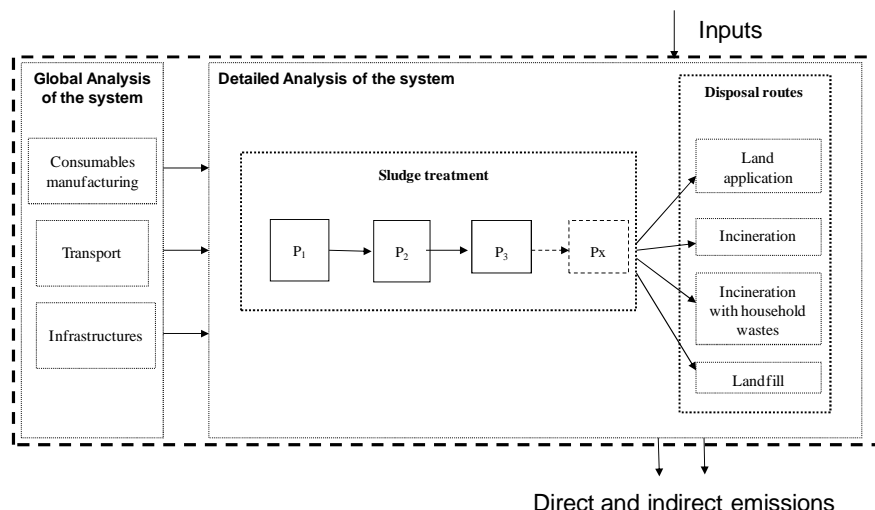 Inputs
Global Analysis
of the system
Detailed Analysis of the system
Disposal routes
Consumables
manufacturing
Transport
Infrastructures
Sludge treatment
P1
P2
P3
Px
Land
application
Incineration
Incineration
with household
wastes
Landfill
Direct and indirect emissions